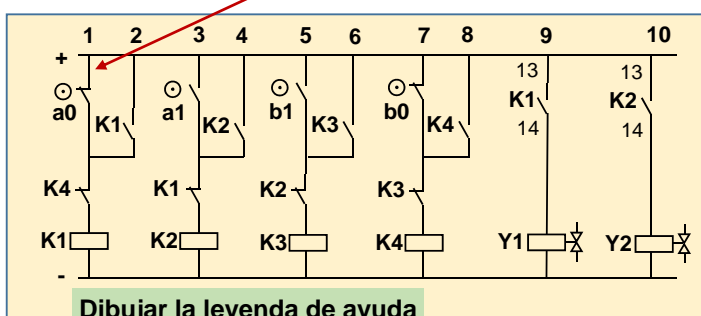 1 2 3 4 5 6 7 8 9 10
+
13 13
a0 K1 a1 K2 b1 K3 b0 K4 K1 K2
14 14
K4 K1 K2 K3
K1 K2 K3 K4 Y1 Y2
-
Dibujar la leyenda de ayuda